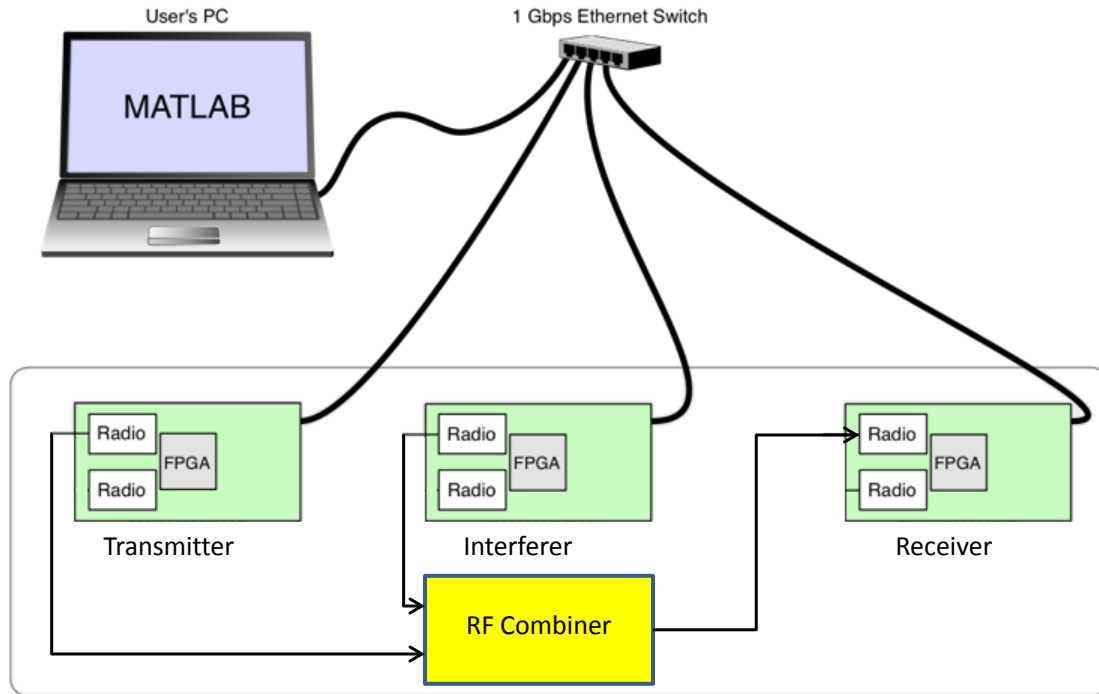 User's PC
1 Gbps Ethernet Switch
MATLAB
Radio
FPGA
Radio
Radio
FPGA
Radio
Radio
FPGA
Radio
Transmitter
Interferer
Receiver
RF Combiner